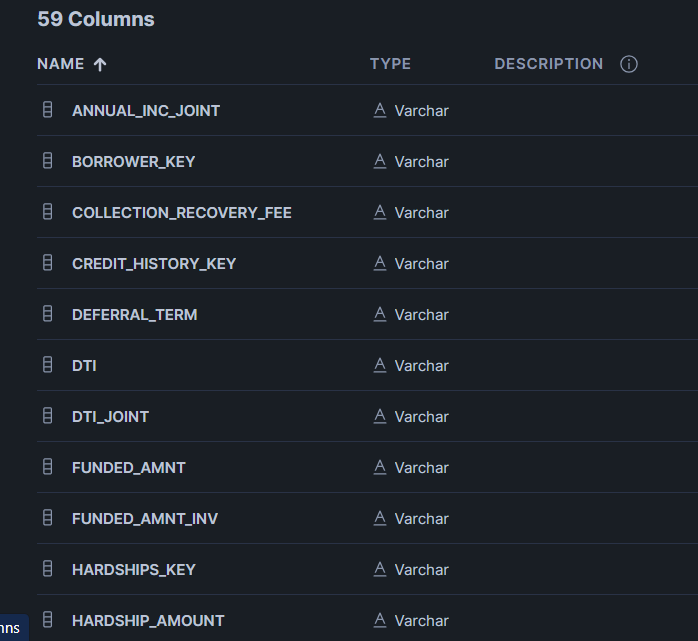 59 Columns
NAME TYPE DESCRIPTION
ANNUAL_INC_JOINT Varchar
BORROWER_KEY Varchar
COLLECTION_RECOVERY_FEE Varchar
CREDIT_HISTORY_KEY Varchar
DEFERRAL_TERM Varchar
DTI Varchar
DTI_JOINT Varchar
FUNDED_AMNT Varchar
FUNDED_AMNT_INV Varchar
HARDSHIPS_KEY Varchar
HARDSHIP_AMOUNT Varchar